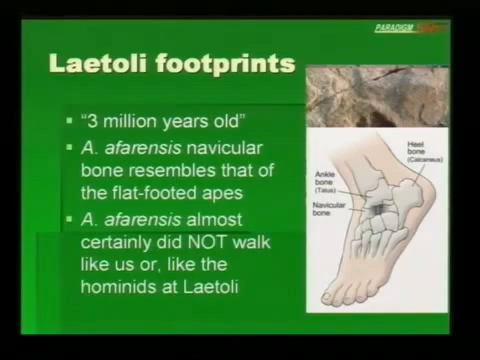 PARADIGM
Laetoli footprints
"3 million years old"
A. afarensis navicular
bone resembles that of
the flat-footed apes
A. afarensis almost
certainly did NOT walk
like us or, like the
hominids at Laetoli
Heel
bone
(Calcaneus)
Ankle
bone
(Talus)
Navicular
bone